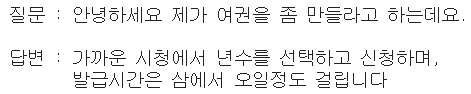 질문 : 안녕하세요 제가 여권을 좀 만들라고 하는데요.
답변 : 가까운 시청에서 년수를 선택하고 신청하며,
발급시간은 삼에서 오일정도 걸립니다